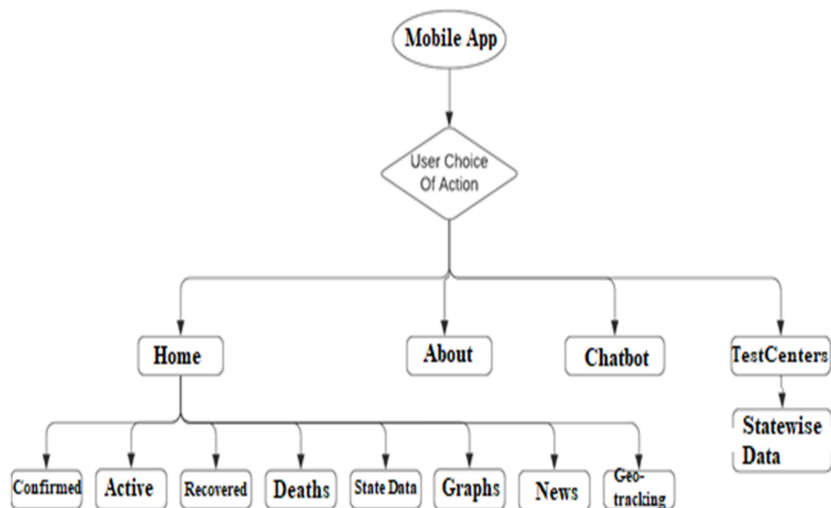 Mobile App
User Choice
Of Action
Home
About
Chatbot
TestCenters
Statewise
Data
Confirmed
Active
Recovered
Deaths
State Data
Graphs
News
Geo-
tracking